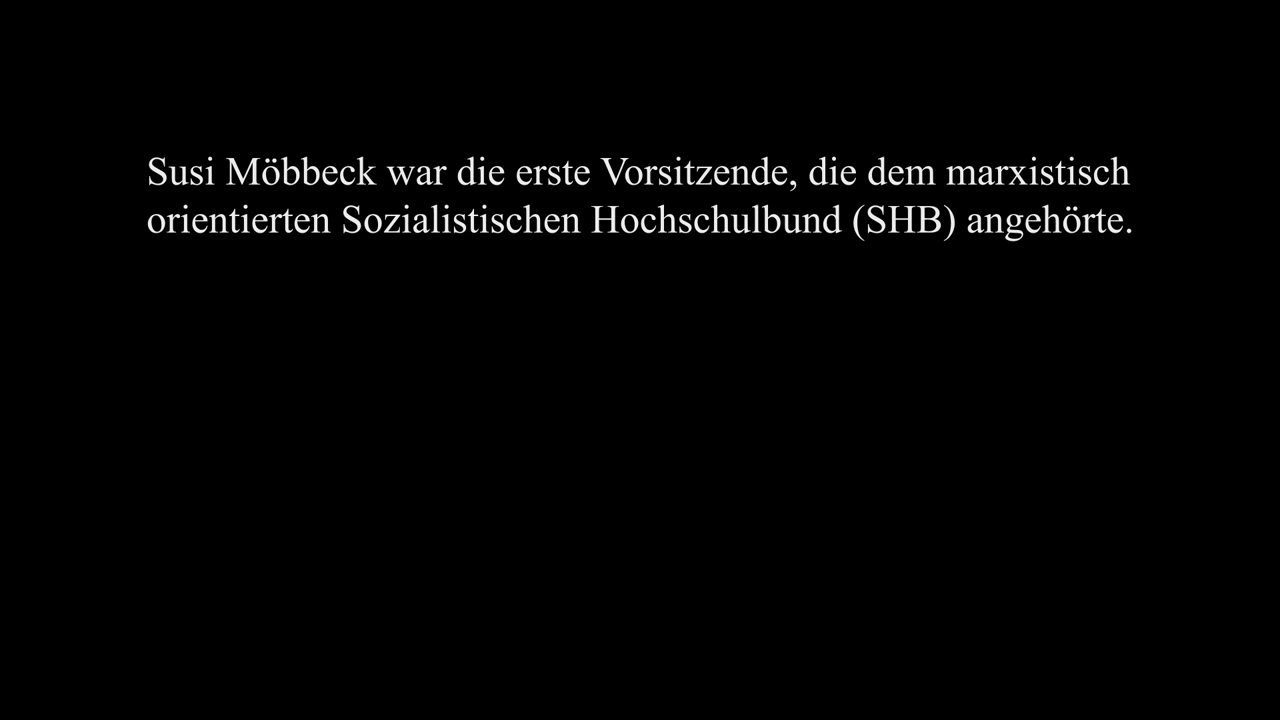 Susi Möbbeck war die erste Vorsitzende, die dem marxistisch
orientierten Sozialistischen Hochschulbund (SHB) angehörte.